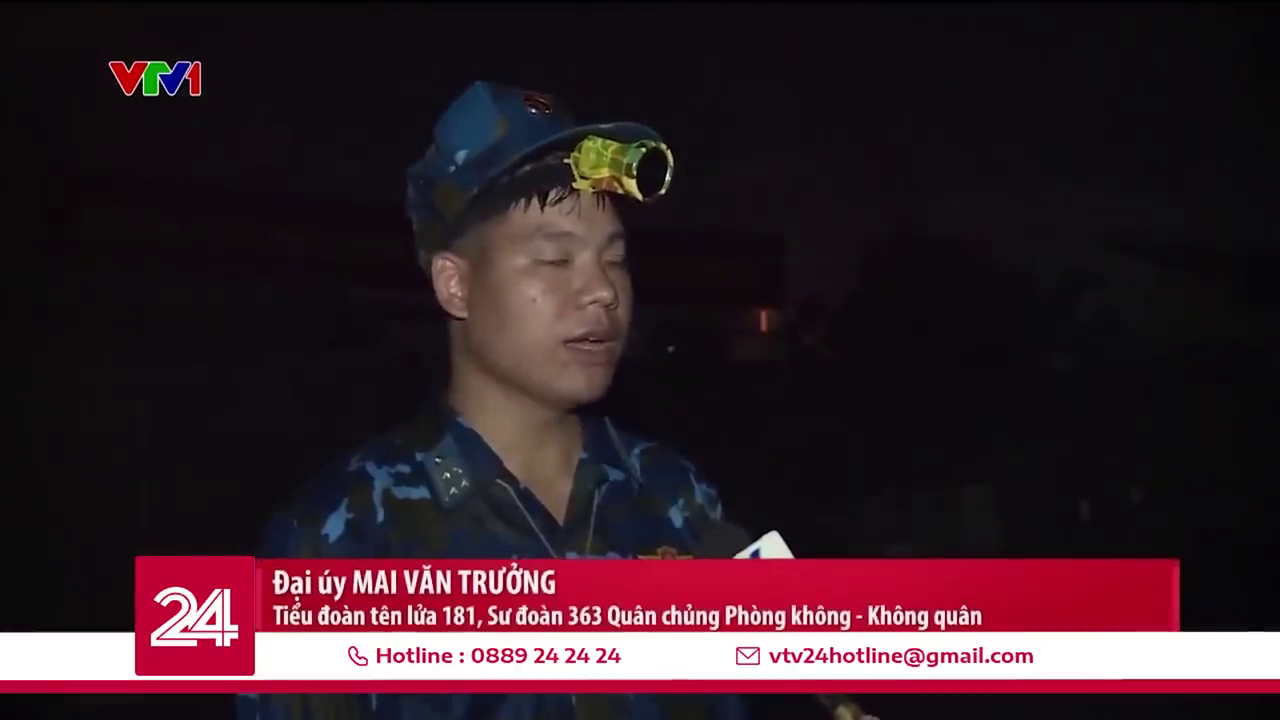 VTV1
Đại úy MAI VĂN TRƯỞNG
Tiểu đoàn tên lửa 181, Sư đoàn 363 Quân chủng Phòng không - Không quân
24
Hotline : 0889 24 24 24
vtv24hotline@gmail.com